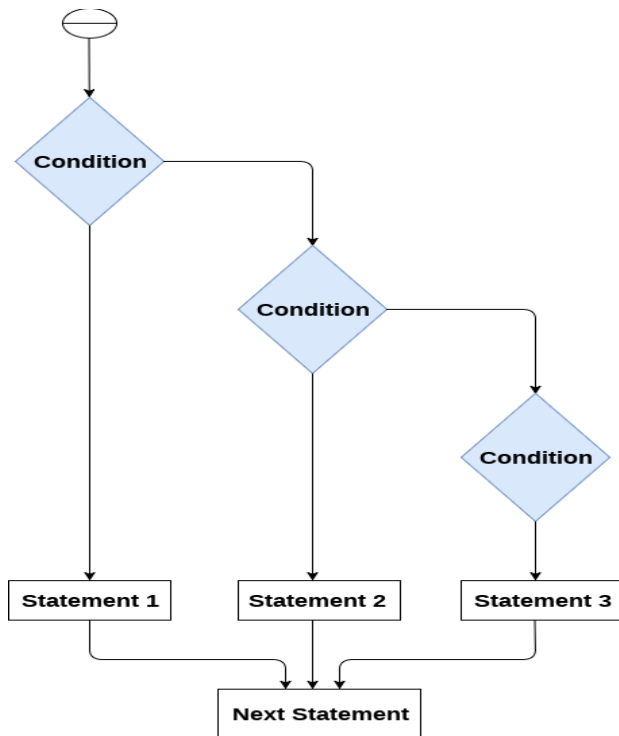 Condition
Condition
Condition
Statement 1
Statement 2
Statement 3
Next Statement